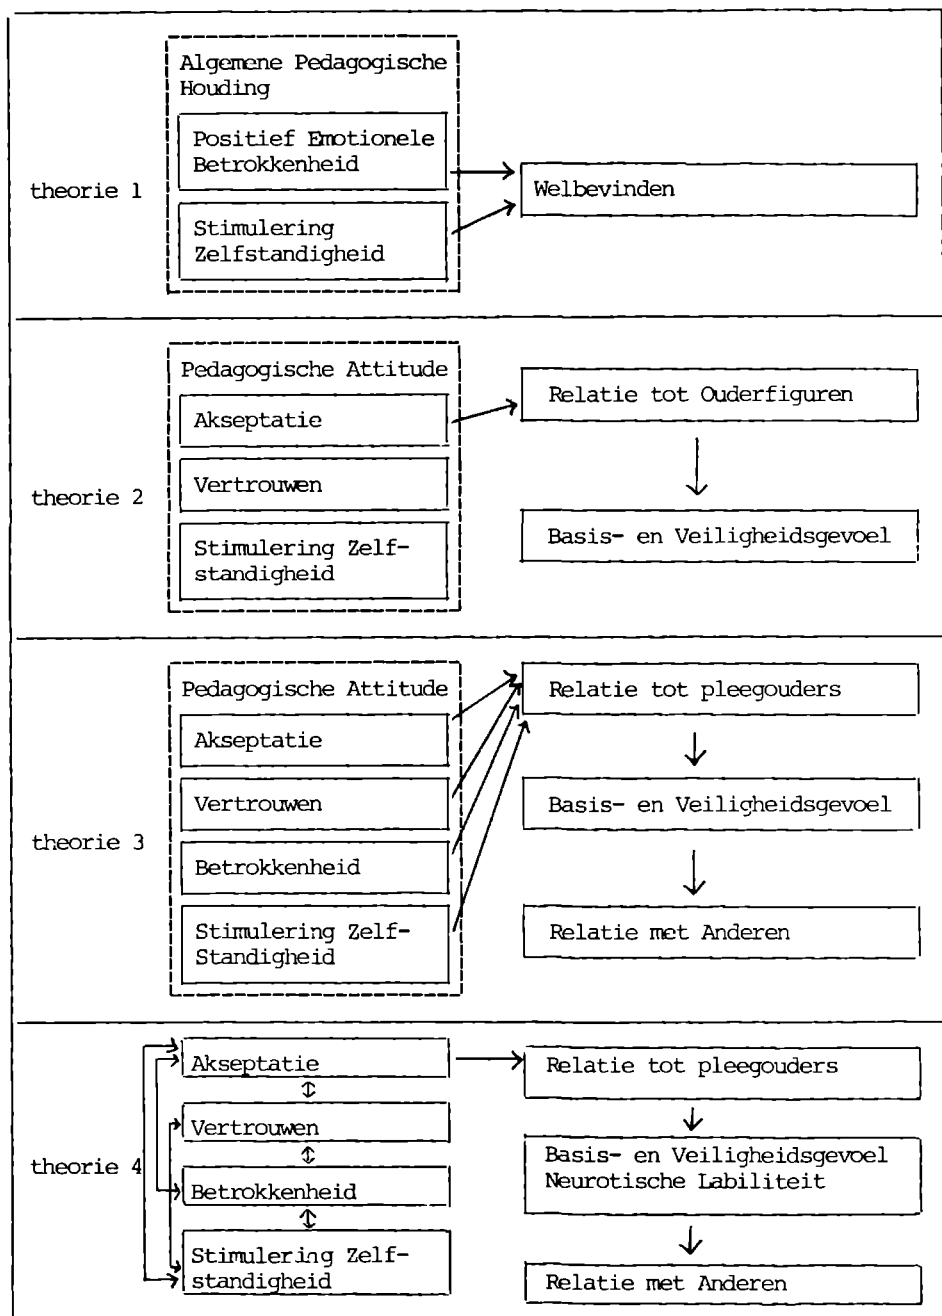 theorie 1
Algemene Pedagogische
Houding
Positief Emotionele
Betrokkenheid
Stimulering
Zelfstandigheid
Welbevinden
theorie 2
Pedagogische Attitude
Akseptatie
Vertrouwen
Stimulering Zelf-
standigheid
Relatie tot Ouderfiguren
Basis- en Veiligheidsgevoel
theorie 3
Pedagogische Attitude
Akseptatie
Vertrouwen
Betrokkenheid
Stimulering Zelf-
Standigheid
Relatie tot pleegouders
Basis- en Veiligheidsgevoel
Relatie met Anderen
theorie 4
Akseptatie
Vertrouwen
Betrokkenheid
Stimulering Zelf-
standigheid
Relatie tot pleegouders
Basis- en Veiligheidsgevoel
Neurotische Labiliteit
Relatie met Anderen